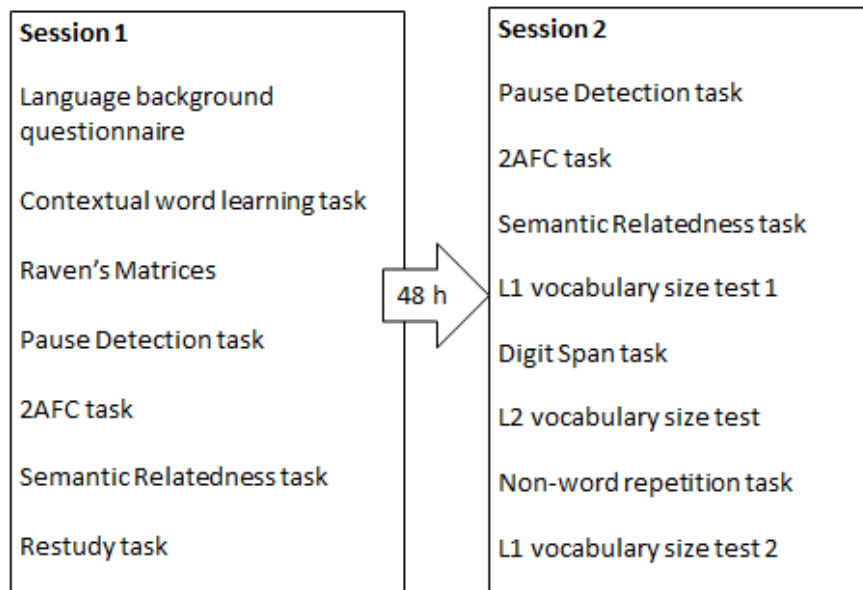 Session 1
Language background
questionnaire
Contextual word learning task
Raven's Matrices
Pause Detection task
2AFC task
Semantic Relatedness task
Restudy task
48 h
Session 2
Pause Detection task
2AFC task
Semantic Relatedness task
L1 vocabulary size test 1
Digit Span task
L2 vocabulary size test
Non-word repetition task
L1 vocabulary size test 2